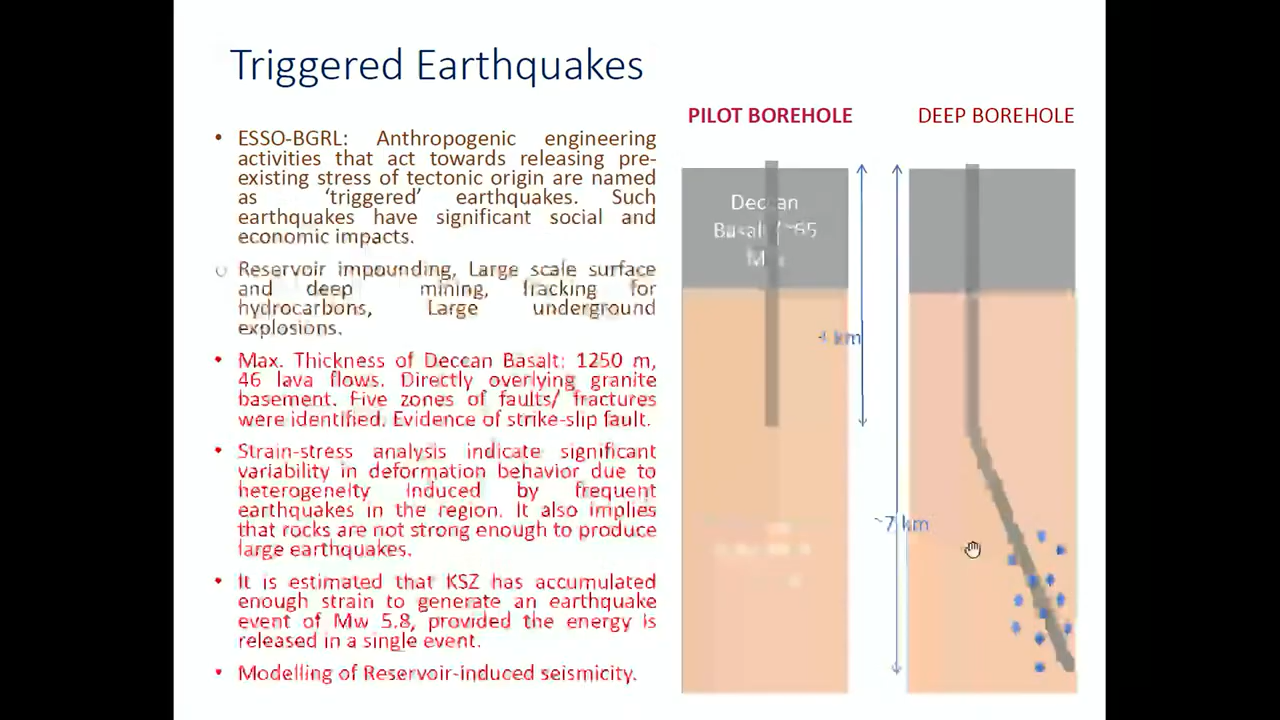 Triggered Earthquakes
• ESSO-BGRL: Anthropogenic engineering
activities that act towards releasing pre-
existing stress of tectonic origin are named
as 'triggered' earthquakes. Such
earthquakes have significant social and
economic impacts.
Reservoir impounding, Large scale surface
and deep mining, fracking for
hydrocarbons, Large underground
explosions.
• Max. Thickness of Deccan Basalt: 1250 m,
46 lava flows. Directly overlying granite
basement. Five zones of faults/ fractures
were identified. Evidence of strike-slip fault.
• Strain-stress analysis indicate significant
variability in deformation behavior due to
heterogeneity induced by frequent
earthquakes in the region. It also implies
that rocks are not strong enough to produce
large earthquakes.
• It is estimated that KSZ has accumulated
enough strain to generate an earthquake
event of Mw 5.8, provided the energy is
released in a single event.
• Modelling of Reservoir-induced seismicity.
PILOT BOREHOLE
DEEP BOREHOLE
Deccan
Basalt
km
~7 km